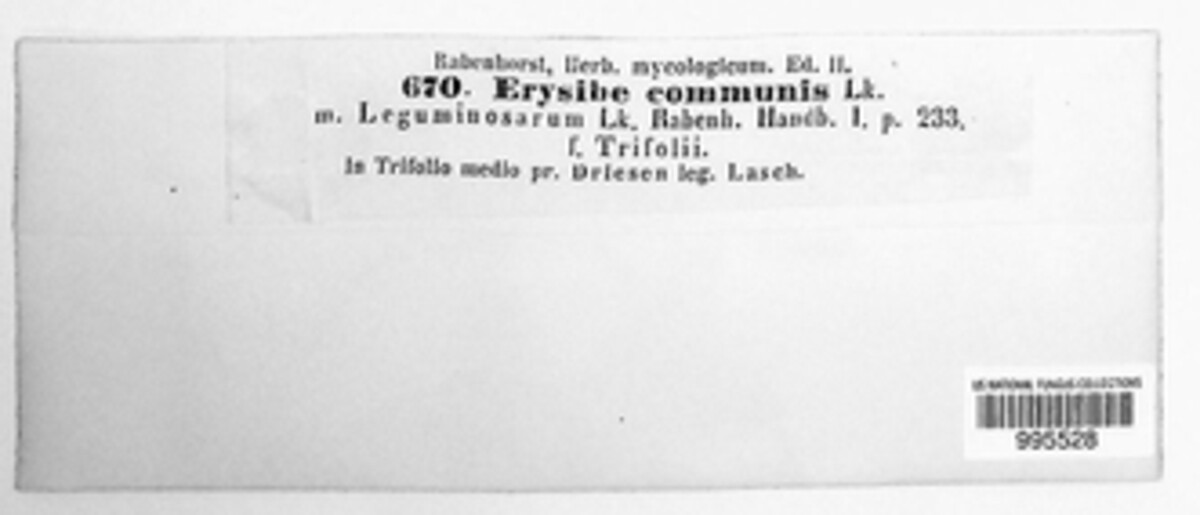 Rabenhorst, Herb. mycologicum. Ed. II.
670. Erysibe communis Lk.
m. Leguminosarum Lk. Rabenh. Handb. I. p. 233.
f. Trifolii.
In Trifolio medio pr. Driesen leg. Lasch.
US NATIONAL FUNGUS COLLECTIONS
995528